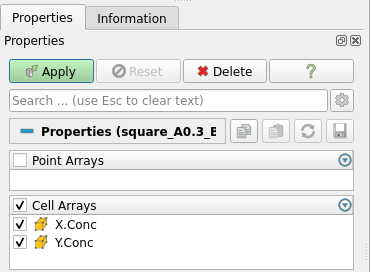 Properties Information
Properties
Apply Reset Delete ?
Search ... (use Esc to clear text)
Properties (square_A0.3_E
Point Arrays
Cell Arrays
X.Conc
Y.Conc